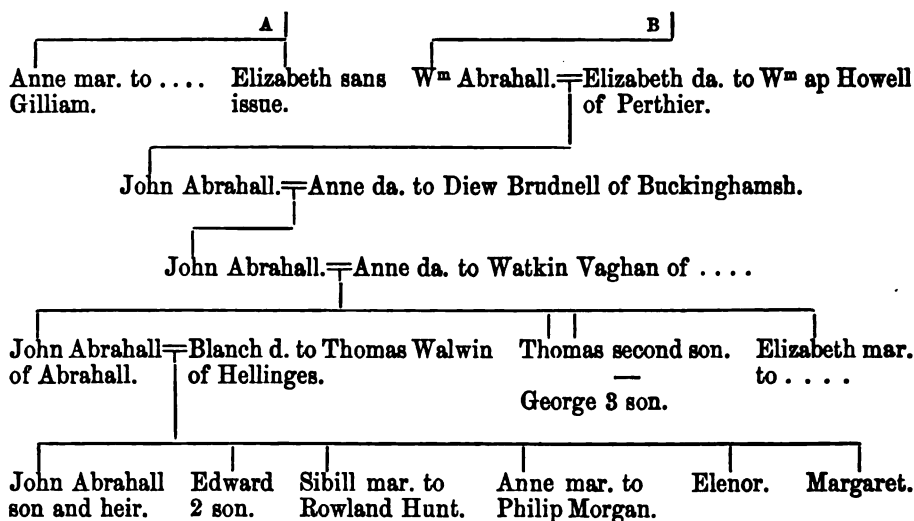 A B
Anne mar. to .... Elizabeth sans Wᵐ Abrahall. Elizabeth da. to Wᵐ ap Howell
Gilliam. issue. of Perthier.
John Abrahall. Anne da. to Diew Brudnell of Buckinghamsh.
John Abrahall. Anne da. to Watkin Vaghan of ....
John Abrahall Blanch d. to Thomas Walwin Thomas second son. Elizabeth mar.
of Abrahall. of Hellinges. to ....
George 3 son.
John Abrahall Edward Sibill mar. to Anne mar. to Elenor. Margaret.
son and heir. 2 son. Rowland Hunt. Philip Morgan.